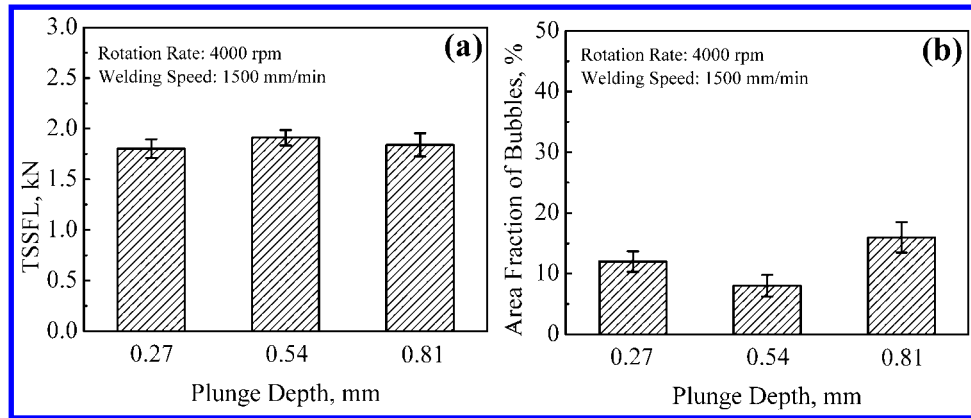 (a)
Rotation Rate: 4000 rpm
Welding Speed: 1500 mm/min
TSSFL, kN
3.0
2.5
2.0
1.5
1.0
0.5
0.0
0.27 0.54 0.81
Plunge Depth, mm
(b)
Rotation Rate: 4000 rpm
Welding Speed: 1500 mm/min
Area Fraction of Bubbles, %
50
40
30
20
10
0
0.27 0.54 0.81
Plunge Depth, mm